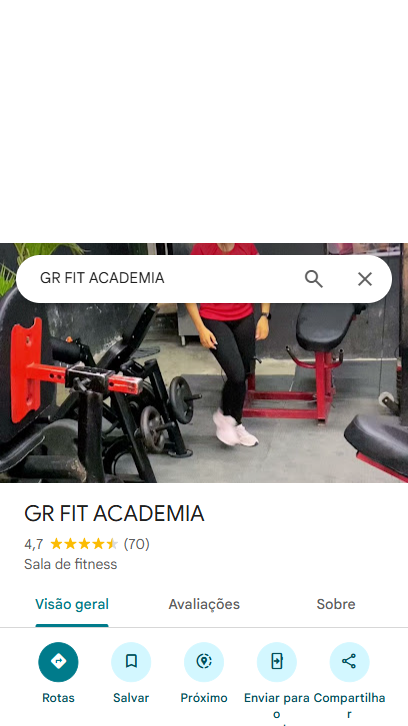 GR FIT ACADEMIA
GR FIT ACADEMIA
4,7 (70)
Sala de fitness
Visão geral Avaliações Sobre
Rotas Salvar Próximo Enviar para o Compartilhar